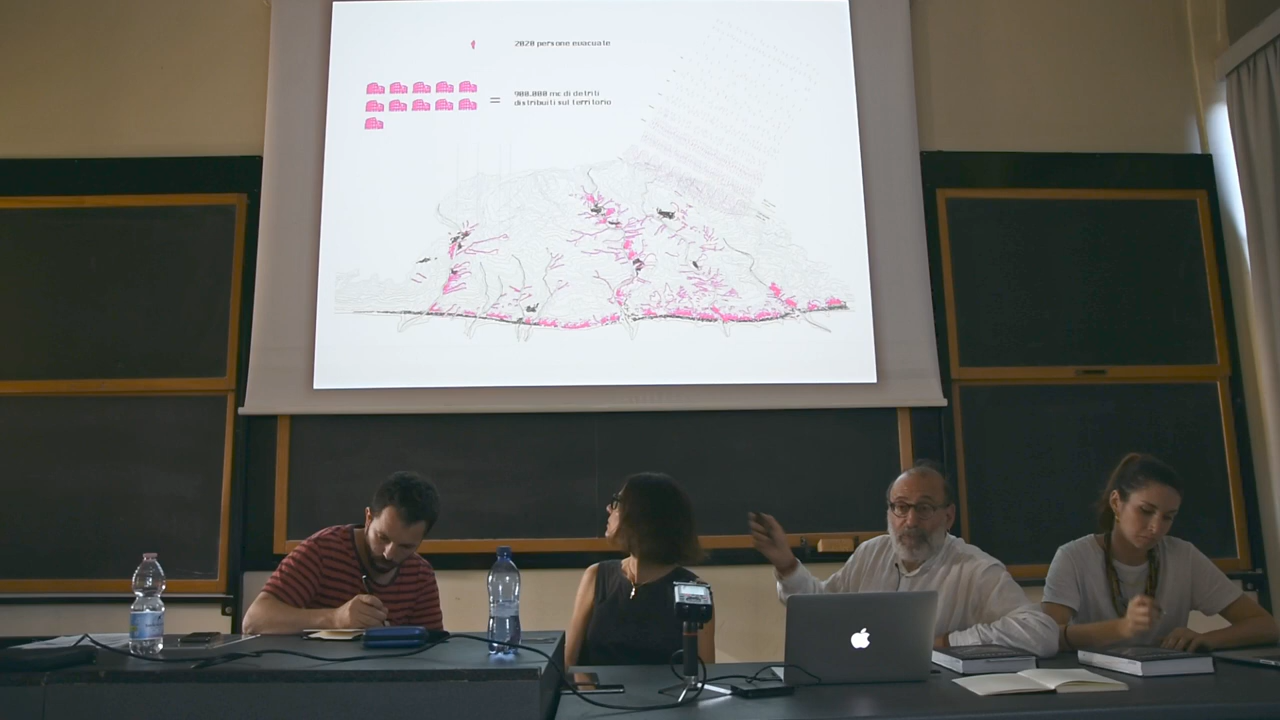 2020 persone evacuate
=
900.000 mc di detriti
distribuiti sul territorio